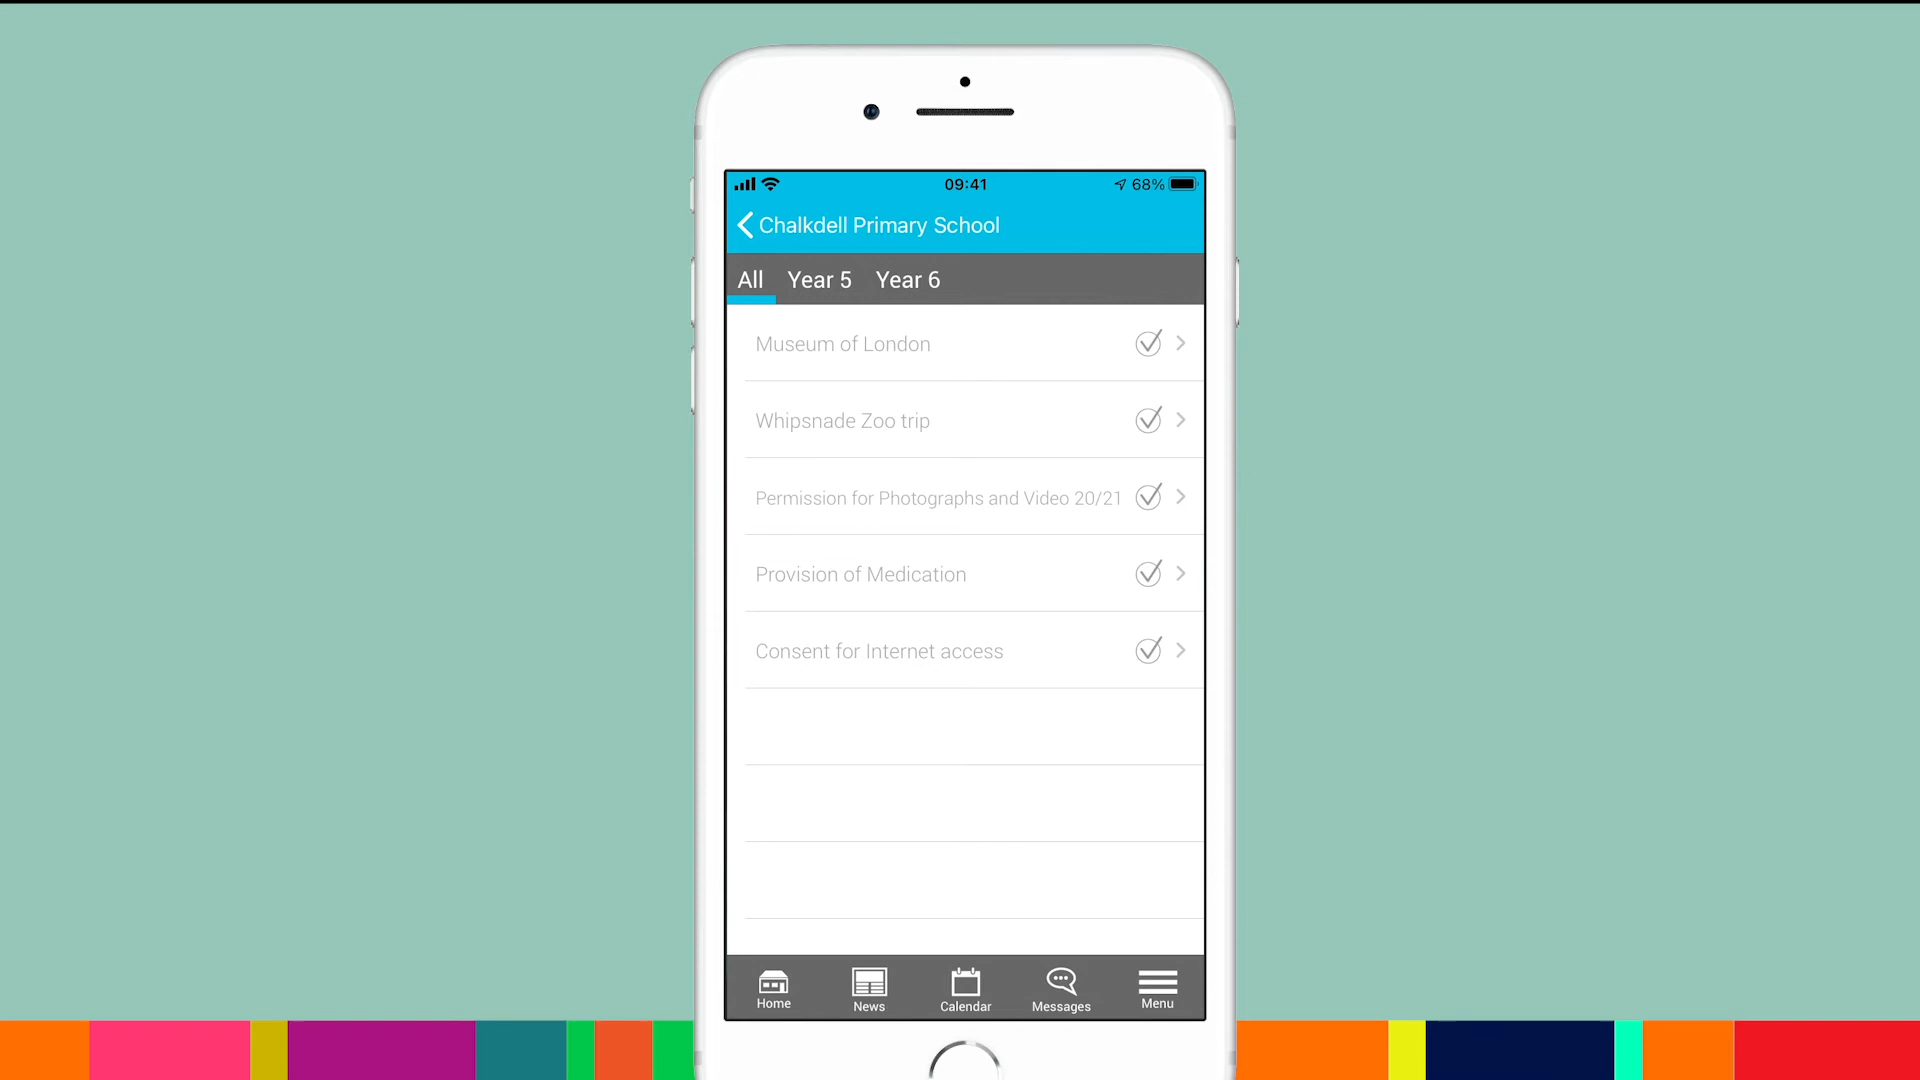 09:41
68%
Chalkdell Primary School
All Year 5 Year 6
Museum of London
Whipsnade Zoo trip
Permission for Photographs and Video 20/21
Provision of Medication
Consent for Internet access
Home News Calendar Messages Menu